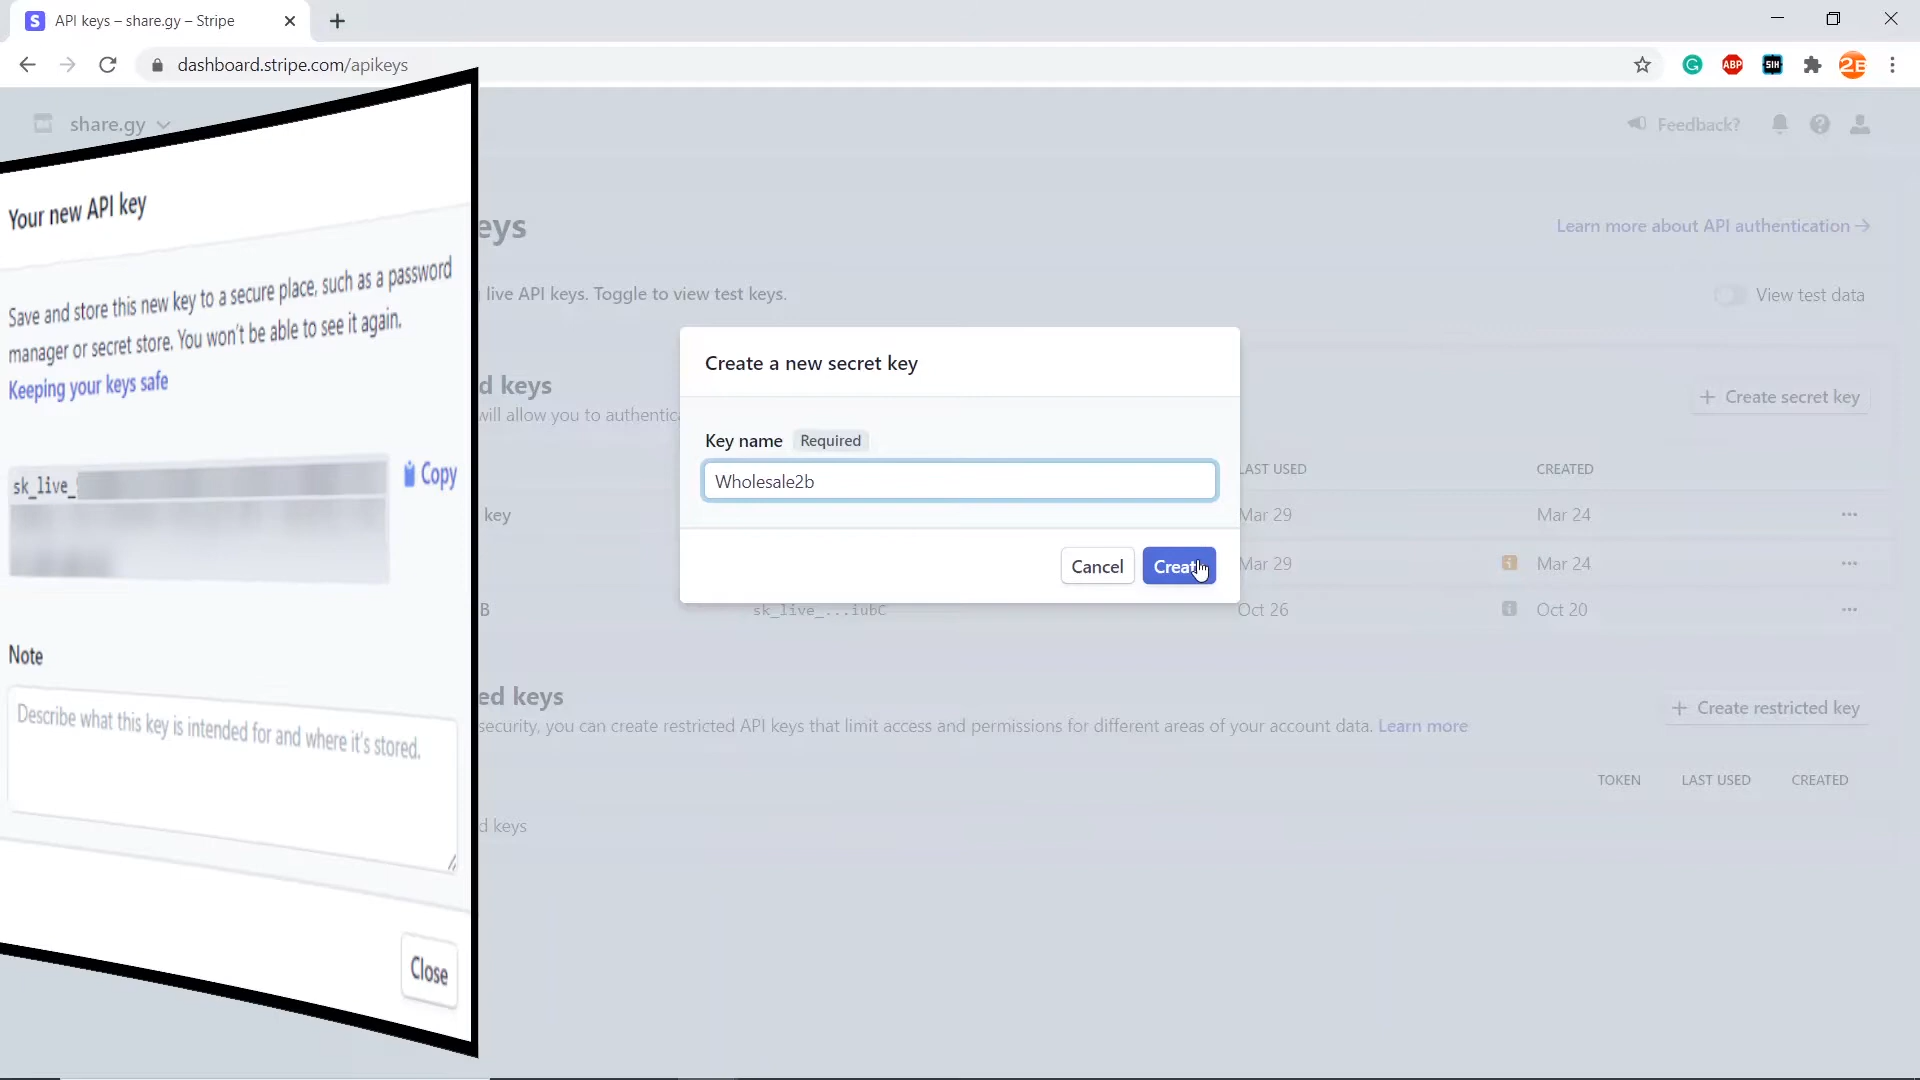 API keys – share.gy – Stripe
dashboard.stripe.com/apikeys
ABP
SIH
2B
share.gy
Feedback?
eys
Learn more about API authentication →
live API keys. Toggle to view test keys.
View test data
Your new API key
Save and store this new key to a secure place, such as a password
manager or secret store. You won't be able to see it again.
Keeping your keys safe
sk_live_
Copy
Note
Describe what this key is intended for and where it's stored.
Close
d keys
will allow you to authentica
+ Create secret key
Create a new secret key
Key name Required
Wholesale2b
Cancel
LAST USED CREATED
key Mar 29 Mar 24
Mar 29 Mar 24
B sk_live_...iubC Oct 26 Oct 20
ed keys
security, you can create restricted API keys that limit access and permissions for different areas of your account data. Learn more
+ Create restricted key
TOKEN LAST USED CREATED
d keys